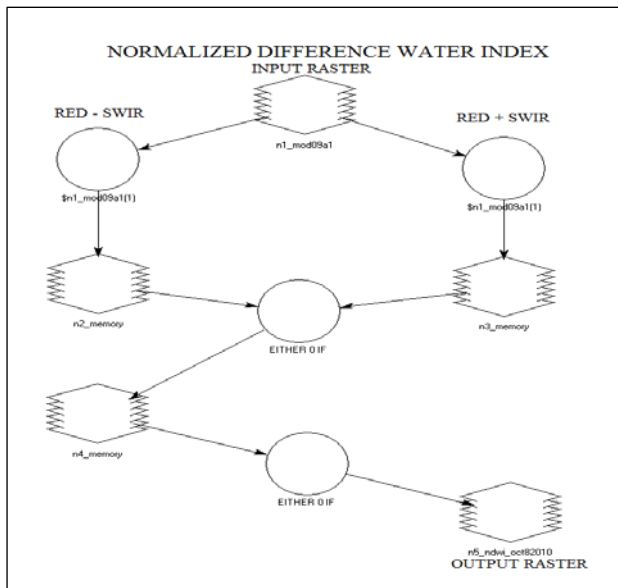 NORMALIZED DIFFERENCE WATER INDEX
INPUT RASTER
RED - SWIR
RED + SWIR
n1_mod09a1
$n1_mod09a1(1)
$n1_mod09a1(1)
n2_memory
n3_memory
EITHER 0 IF
n4_memory
EITHER 0 IF
n5_ndwi_oct82010
OUTPUT RASTER